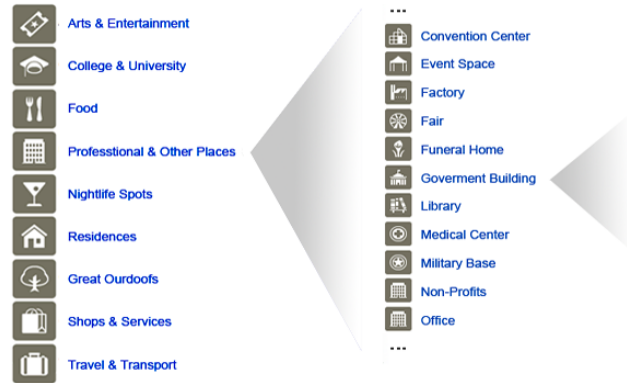 Arts & Entertainment
College & University
Food
Professtional & Other Places
Nightlife Spots
Residences
Great Ourdoofs
Shops & Services
Travel & Transport
...
Convention Center
Event Space
Factory
Fair
Funeral Home
Goverment Building
Library
Medical Center
Military Base
Non-Profits
Office
...